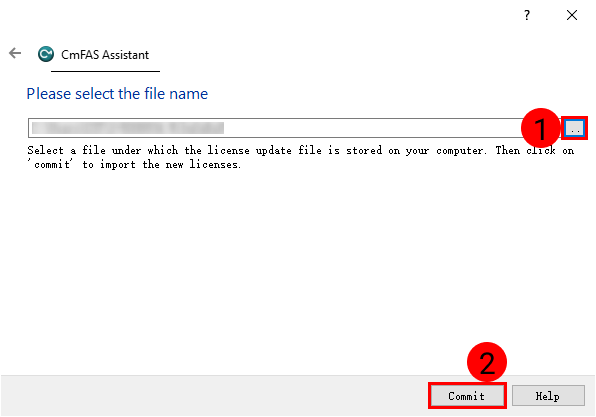 ?
CmFAS Assistant
Please select the file name
1
..
Select a file under which the license update file is stored on your computer. Then click on
'commit' to import the new licenses.
2
Commit
Help